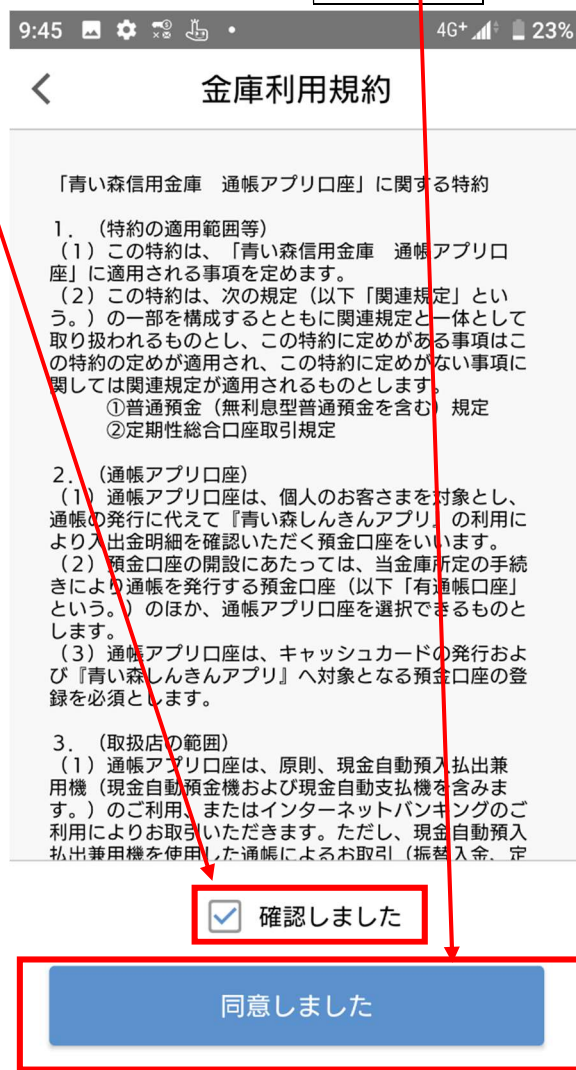 9:45 4G+ 23%
金庫利用規約
「青い森信用金庫　通帳アプリ口座」に関する特約
１．（特約の適用範囲等）
（１）この特約は、「青い森信用金庫　通帳アプリ口
座」に適用される事項を定めます。
（２）この特約は、次の規定（以下「関連規定」とい
う。）の一部を構成するとともに関連規定と一体として
取り扱われるものとし、この特約に定めがある事項はこ
の特約の定めが適用され、この特約に定めがない事項に
関しては関連規定が適用されるものとします。
①普通預金（無利息型普通預金を含む）規定
②定期性総合口座取引規定
２．（通帳アプリ口座）
（１）通帳アプリ口座は、個人のお客さまを対象とし、
通帳の発行に代えて『青い森しんきんアプリ』の利用に
より入出金明細を確認いただく預金口座をいいます。
（２）預金口座の開設にあたっては、当金庫所定の手続
きにより通帳を発行する預金口座（以下「有通帳口座」
という。）のほか、通帳アプリ口座を選択できるものと
します。
（３）通帳アプリ口座は、キャッシュカードの発行およ
び『青い森しんきんアプリ』へ対象となる預金口座の登
録を必須とします。
３．（取扱店の範囲）
（１）通帳アプリ口座は、原則、現金自動預入払出兼
用機（現金自動預金機および現金自動支払機を含みま
す。）のご利用、またはインターネットバンキングのご
利用によりお取引いただきます。ただし、現金自動預入
払出兼用機を使用した通帳によるお取引（振替入金、定
確認しました
同意しました